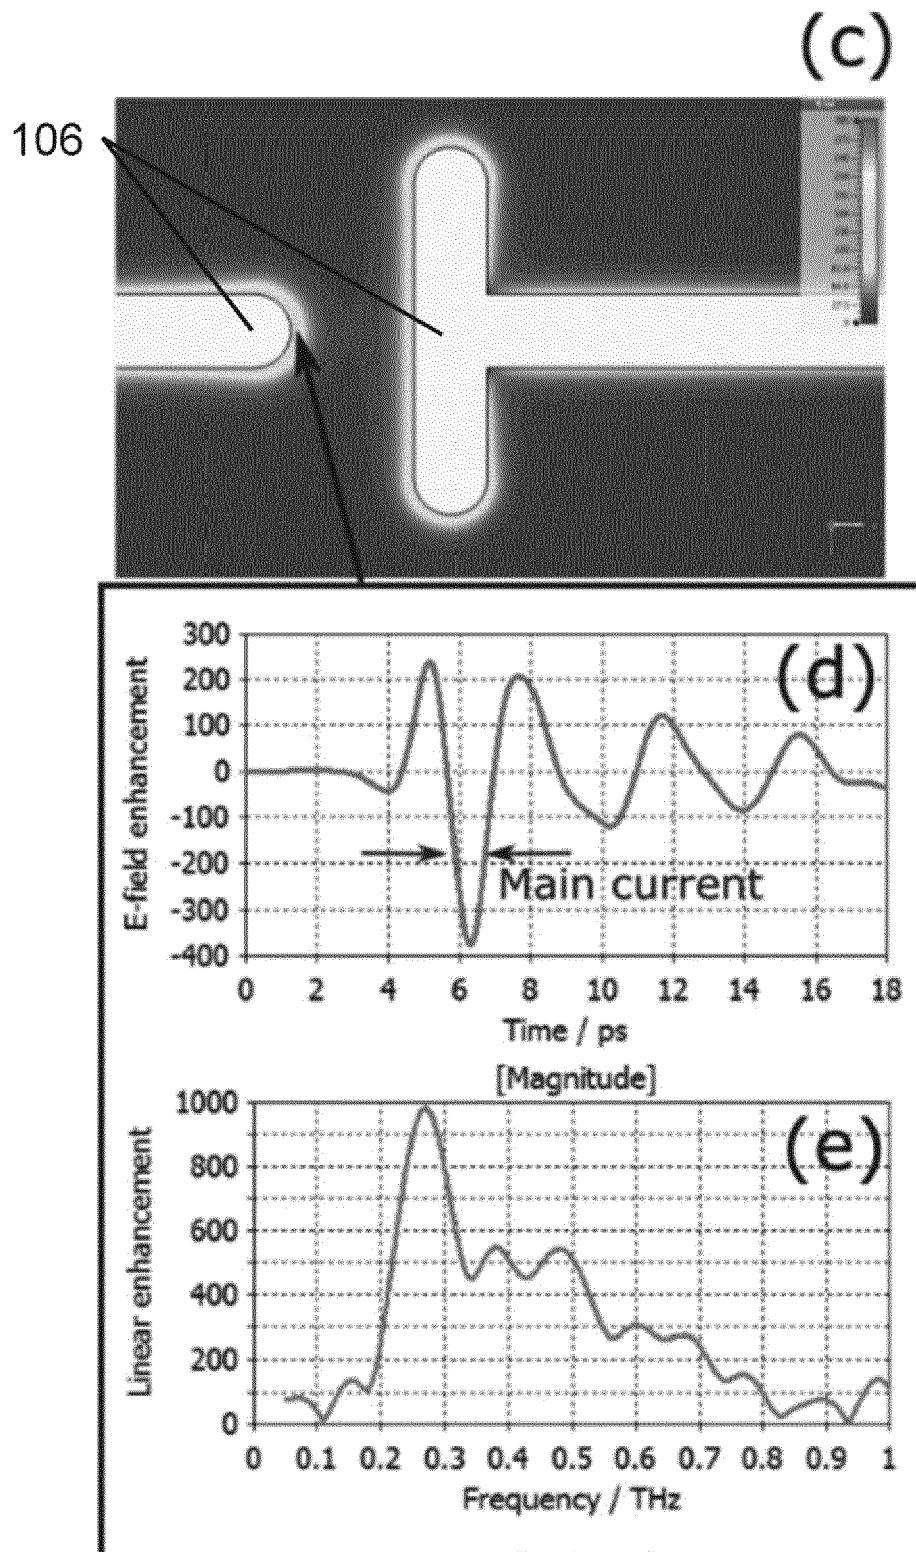 (c)
106
(d)
300
200
100
0
-100
-200
-300
-400
E-field enhancement
Main current
0 2 4 6 8 10 12 14 16 18
Time / ps
[Magnitude]
(e)
1000
800
600
400
200
0
Linear enhancement
0 0.1 0.2 0.3 0.4 0.5 0.6 0.7 0.8 0.9 1
Frequency / THz